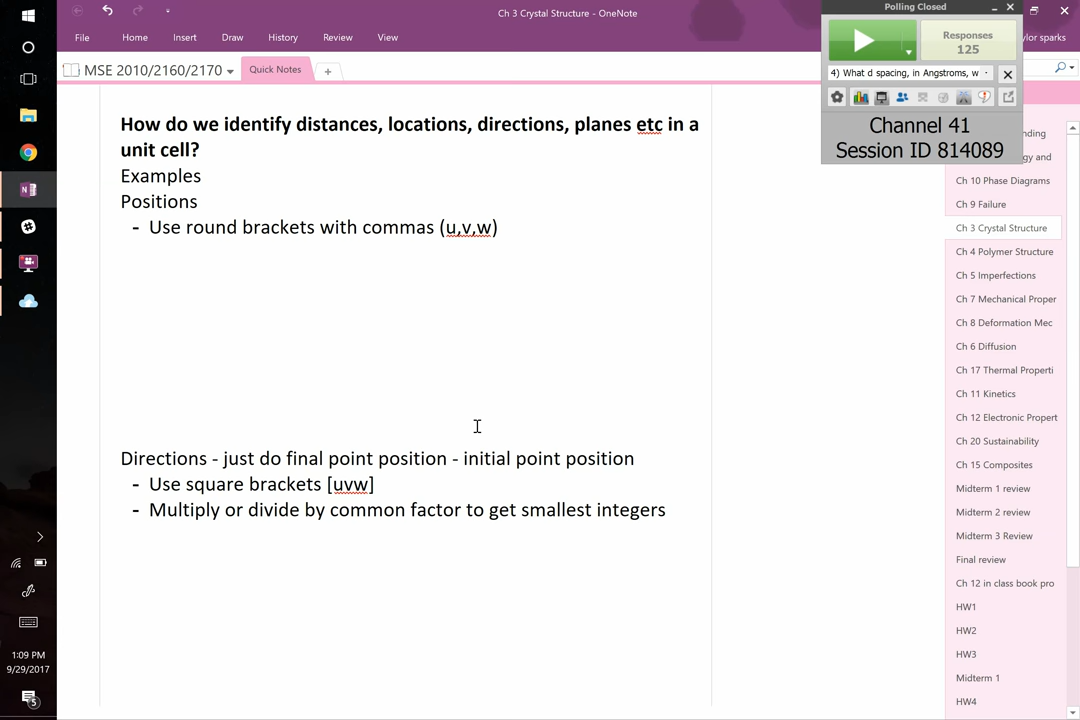 Ch 3 Crystal Structure - OneNote
Polling Closed
File Home Insert Draw History Review View
Responses
125
ylor sparks
MSE 2010/2160/2170
Quick Notes
4) What d spacing, in Angstroms, w
Channel 41
Session ID 814089
How do we identify distances, locations, directions, planes etc in a
unit cell?
Examples
Positions
- Use round brackets with commas (u,v,w)
Directions - just do final point position - initial point position
- Use square brackets [uvw]
- Multiply or divide by common factor to get smallest integers
nding
gy and
Ch 10 Phase Diagrams
Ch 9 Failure
Ch 3 Crystal Structure
Ch 4 Polymer Structure
Ch 5 Imperfections
Ch 7 Mechanical Proper
Ch 8 Deformation Mec
Ch 6 Diffusion
Ch 17 Thermal Properti
Ch 11 Kinetics
Ch 12 Electronic Propert
Ch 20 Sustainability
Ch 15 Composites
Midterm 1 review
Midterm 2 review
Midterm 3 Review
Final review
Ch 12 in class book pro
HW1
HW2
HW3
Midterm 1
HW4
1:09 PM
9/29/2017
5